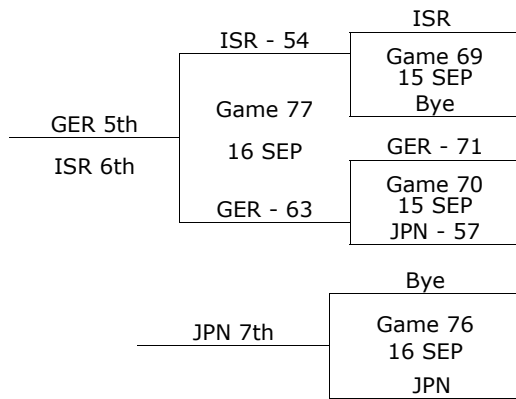 ISR
ISR - 54
Game 69
15 SEP
Bye
Game 77
GER 5th
16 SEP
GER - 71
ISR 6th
Game 70
15 SEP
GER - 63
JPN - 57
Bye
JPN 7th
Game 76
16 SEP
JPN